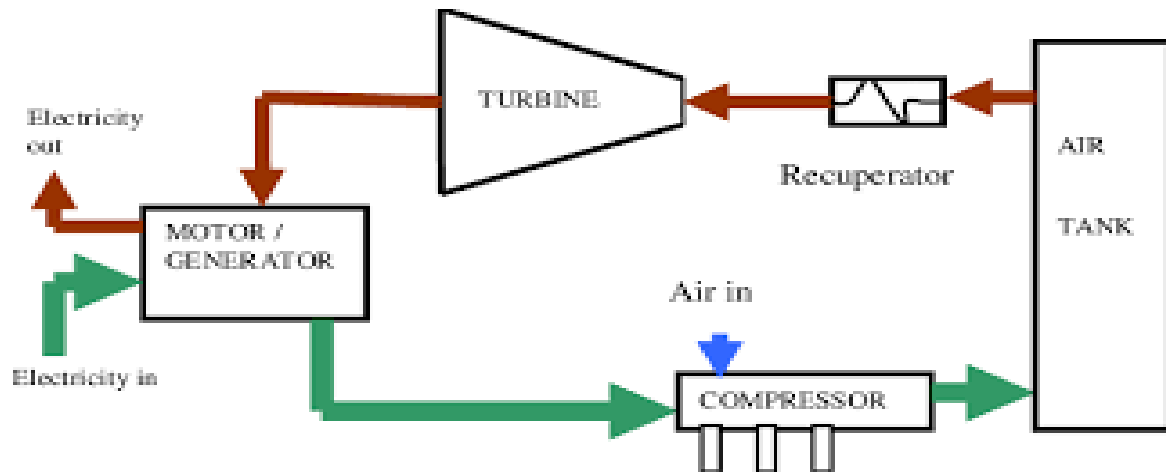 TURBINE
Electricity
out
Recuperator
AIR
TANK
MOTOR /
GENERATOR
Air in
Electricity in
COMPRESSOR